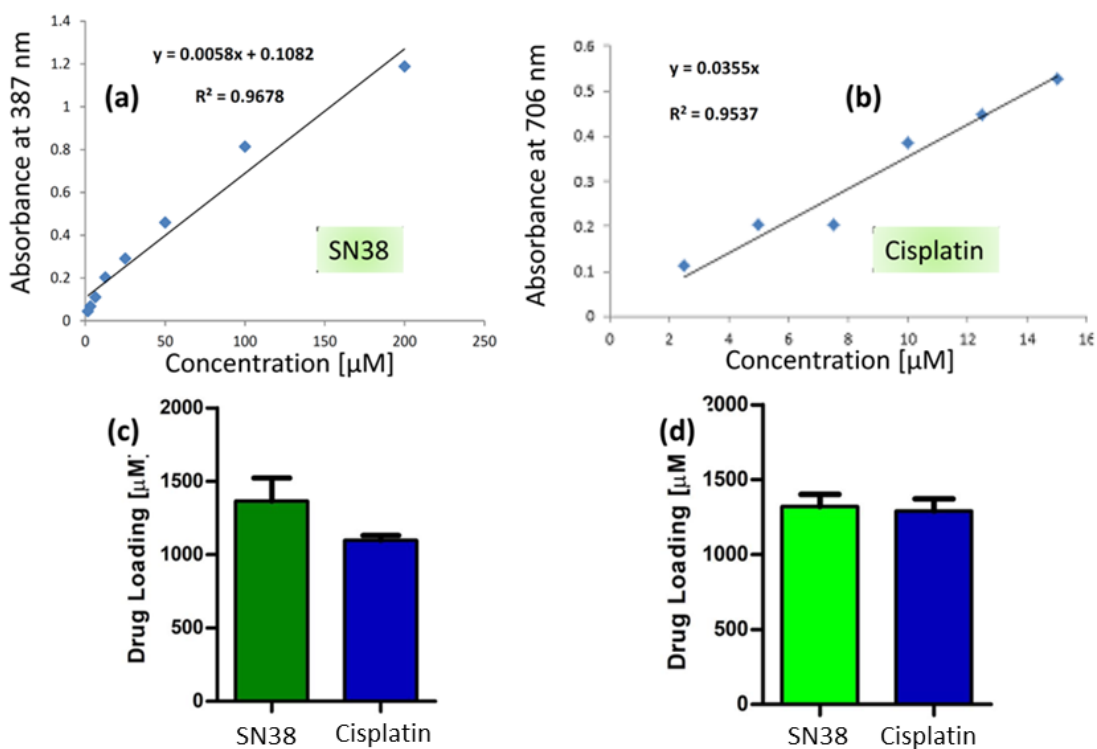 (a)
y = 0.0058x + 0.1082
R² = 0.9678
SN38
Absorbance at 387 nm
1.4
1.2
1
0.8
0.6
0.4
0.2
0
0
50
100
150
200
250
Concentration [µM]
(b)
y = 0.0355x
R² = 0.9537
Cisplatin
Absorbance at 706 nm
0.6
0.5
0.4
0.3
0.2
0.1
0
0
2
4
6
8
10
12
14
16
Concentration [µM]
(c)
Drug Loading [µM]
2000
1500
1000
500
0
SN38
Cisplatin
(d)
Drug Loading [µM
2000
1500
1000
500
0
SN38
Cisplatin